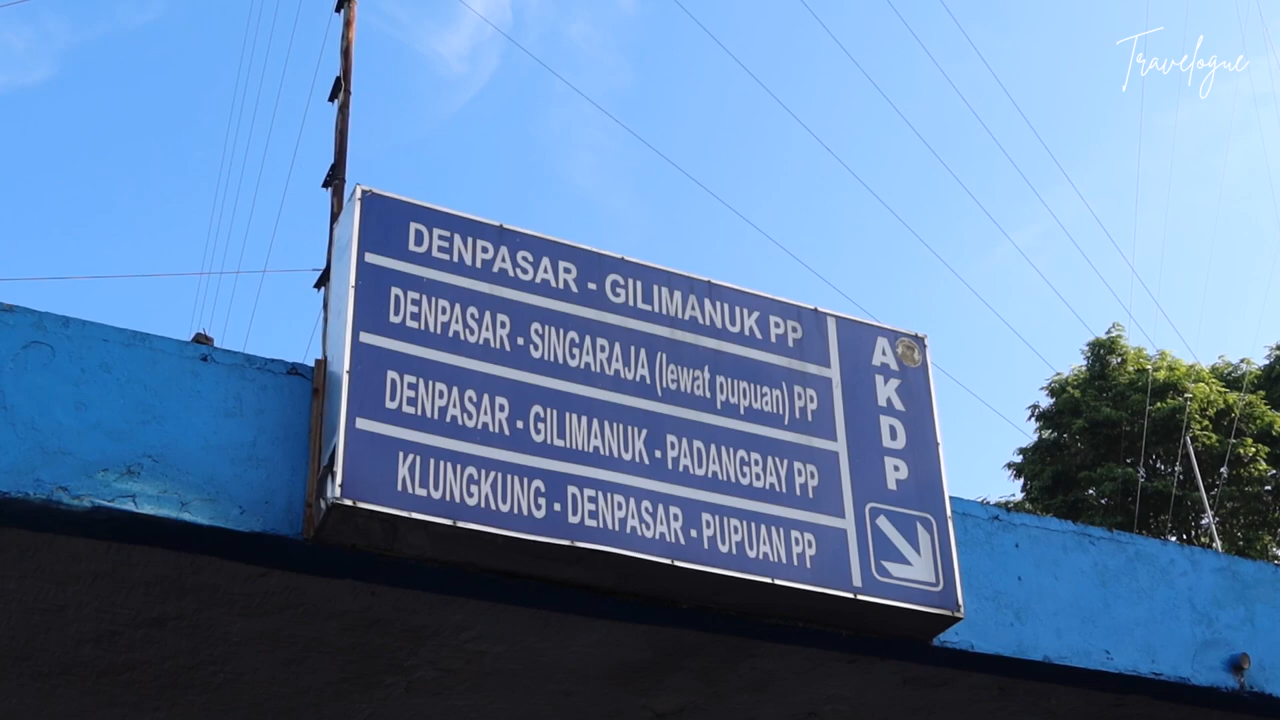 Travelogue
DENPASAR - GILIMANUK PP
DENPASAR - SINGARAJA (lewat pupuan) PP
DENPASAR - GILIMANUK - PADANGBAY PP
KLUNGKUNG - DENPASAR - PUPUAN PP
AKDP